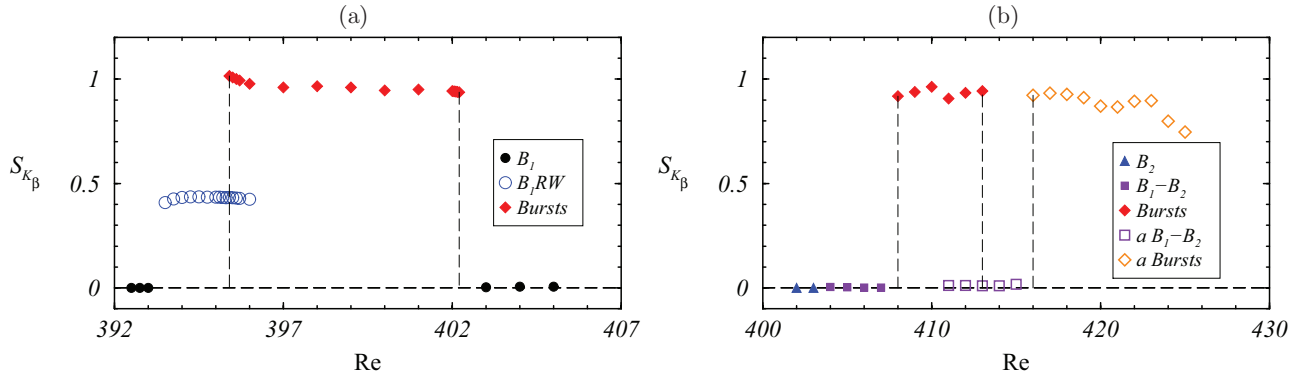 (a)
1
0.5
0
S_{K_β}
392
397
402
407
Re
B_1
B_1RW
Bursts
(b)
1
0.5
0
S_{K_β}
400
410
420
430
Re
B_2
B_1−B_2
Bursts
a B_1−B_2
a Bursts